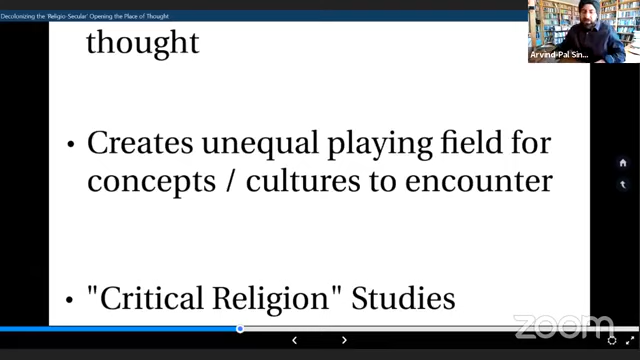 Decolonizing the 'Religio-Secular' Opening the Place of Thought
Arvind-Pal Sin...
thought
• Creates unequal playing field for
concepts / cultures to encounter
• "Critical Religion" Studies
zoom